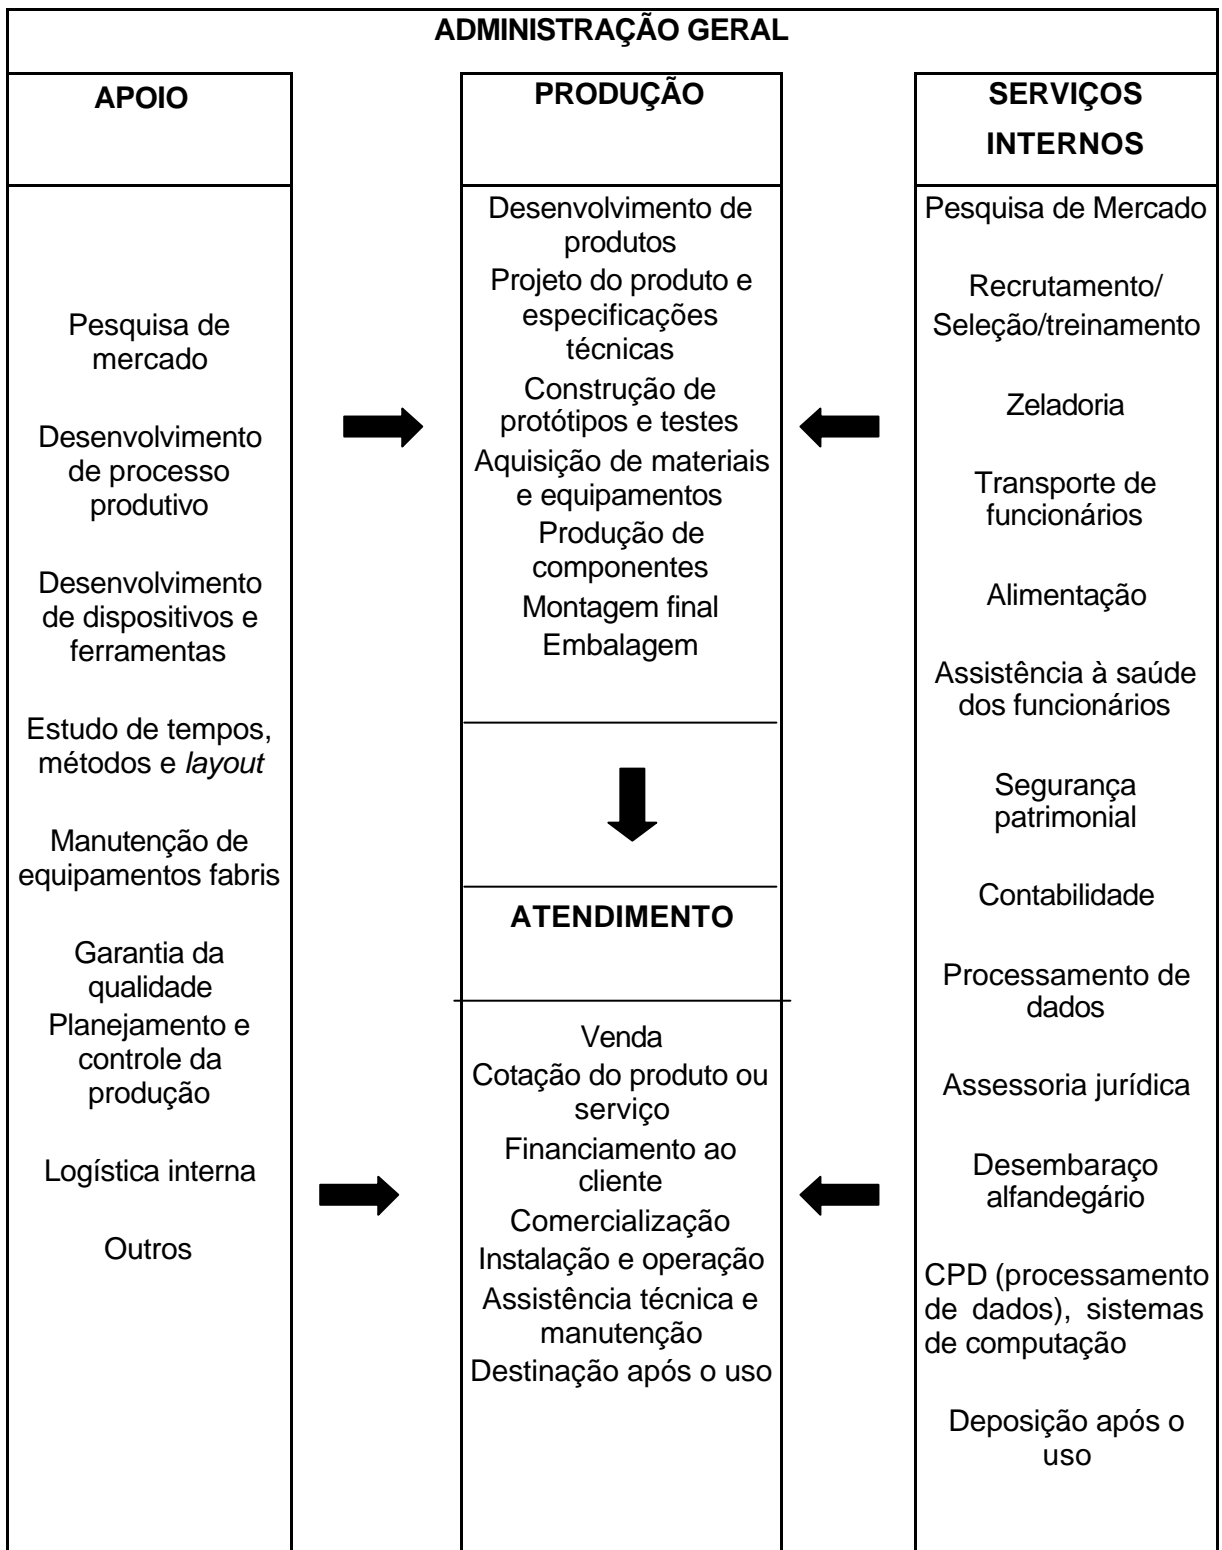 ADMINISTRAÇÃO GERAL
APOIO
Pesquisa de
mercado
Desenvolvimento
de processo
produtivo
Desenvolvimento
de dispositivos e
ferramentas
Estudo de tempos,
métodos e layout
Manutenção de
equipamentos fabris
Garantia da
qualidade
Planejamento e
controle da
produção
Logística interna
Outros
PRODUÇÃO
Desenvolvimento de
produtos
Projeto do produto e
especificações
técnicas
Construção de
protótipos e testes
Aquisição de materiais
e equipamentos
Produção de
componentes
Montagem final
Embalagem
ATENDIMENTO
Venda
Cotação do produto ou
serviço
Financiamento ao
cliente
Comercialização
Instalação e operação
Assistência técnica e
manutenção
Destinação após o uso
SERVIÇOS
INTERNOS
Pesquisa de Mercado
Recrutamento/
Seleção/treinamento
Zeladoria
Transporte de
funcionários
Alimentação
Assistência à saúde
dos funcionários
Segurança
patrimonial
Contabilidade
Processamento de
dados
Assessoria jurídica
Desembaraço
alfandegário
CPD (processamento
de dados), sistemas
de computação
Deposição após o
uso